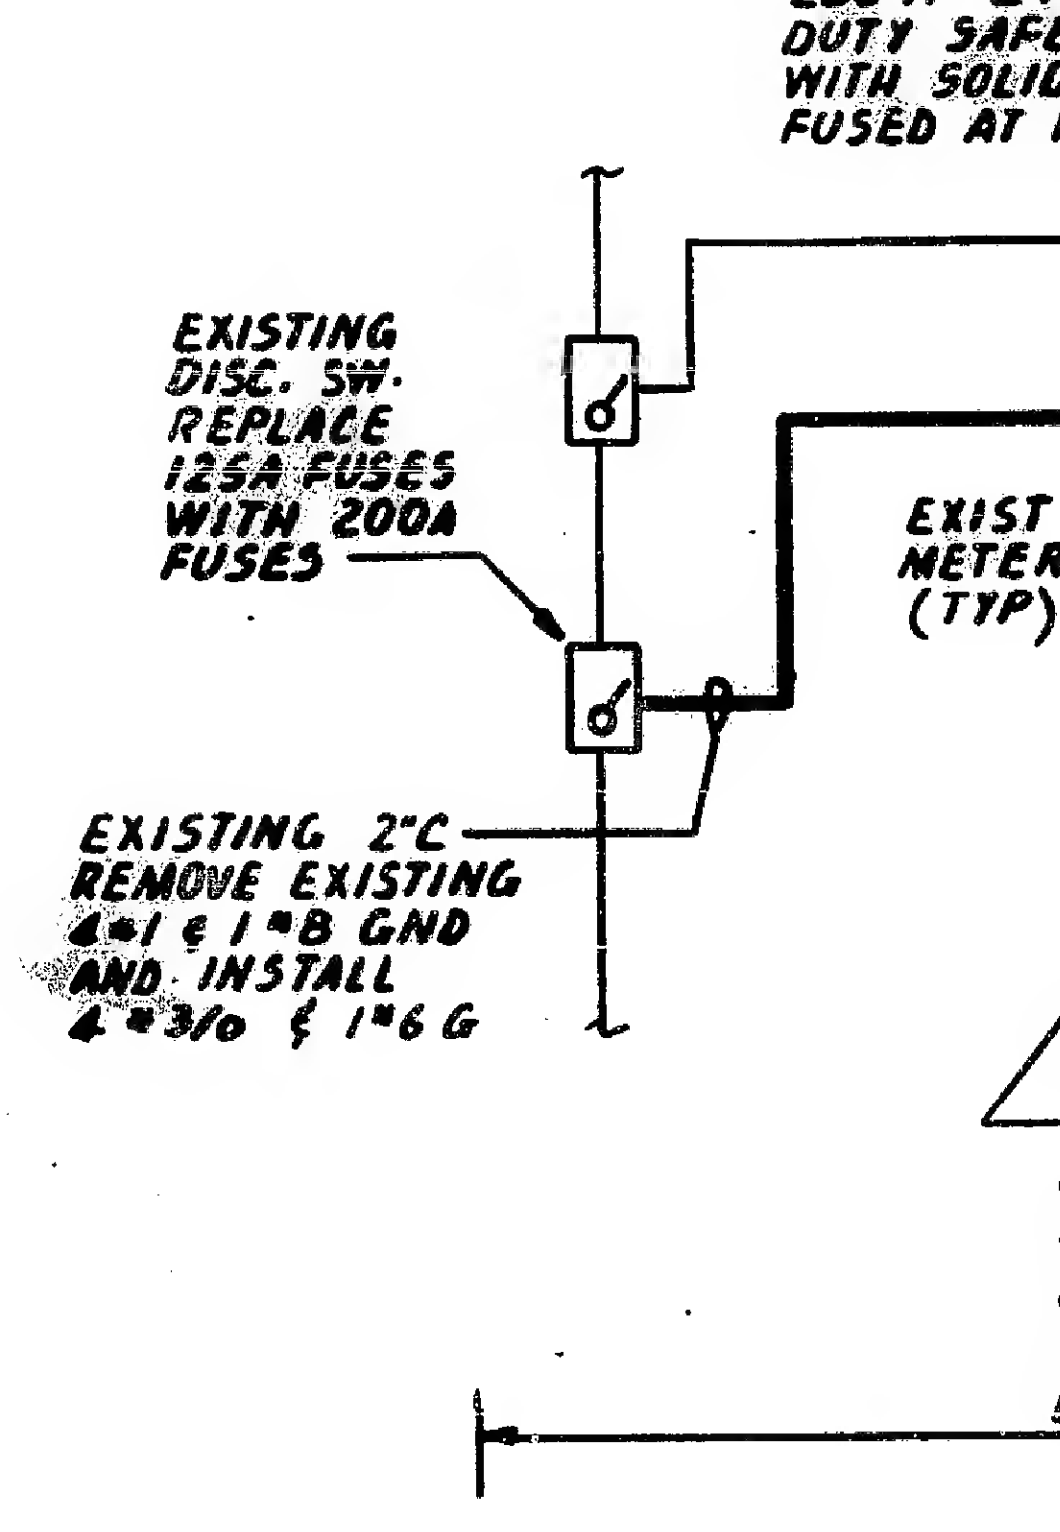 DUTY SAFE
WITH SOLID
FUSED AT
EXISTING
DISC. SW.
REPLACE
125A FUSES
WITH 200A
FUSES
EXIST
METER
(TYP)
EXISTING 2"C
REMOVE EXISTING
4#1 & 1#8 GND
AND INSTALL
4 #3/0 & 1#6 G